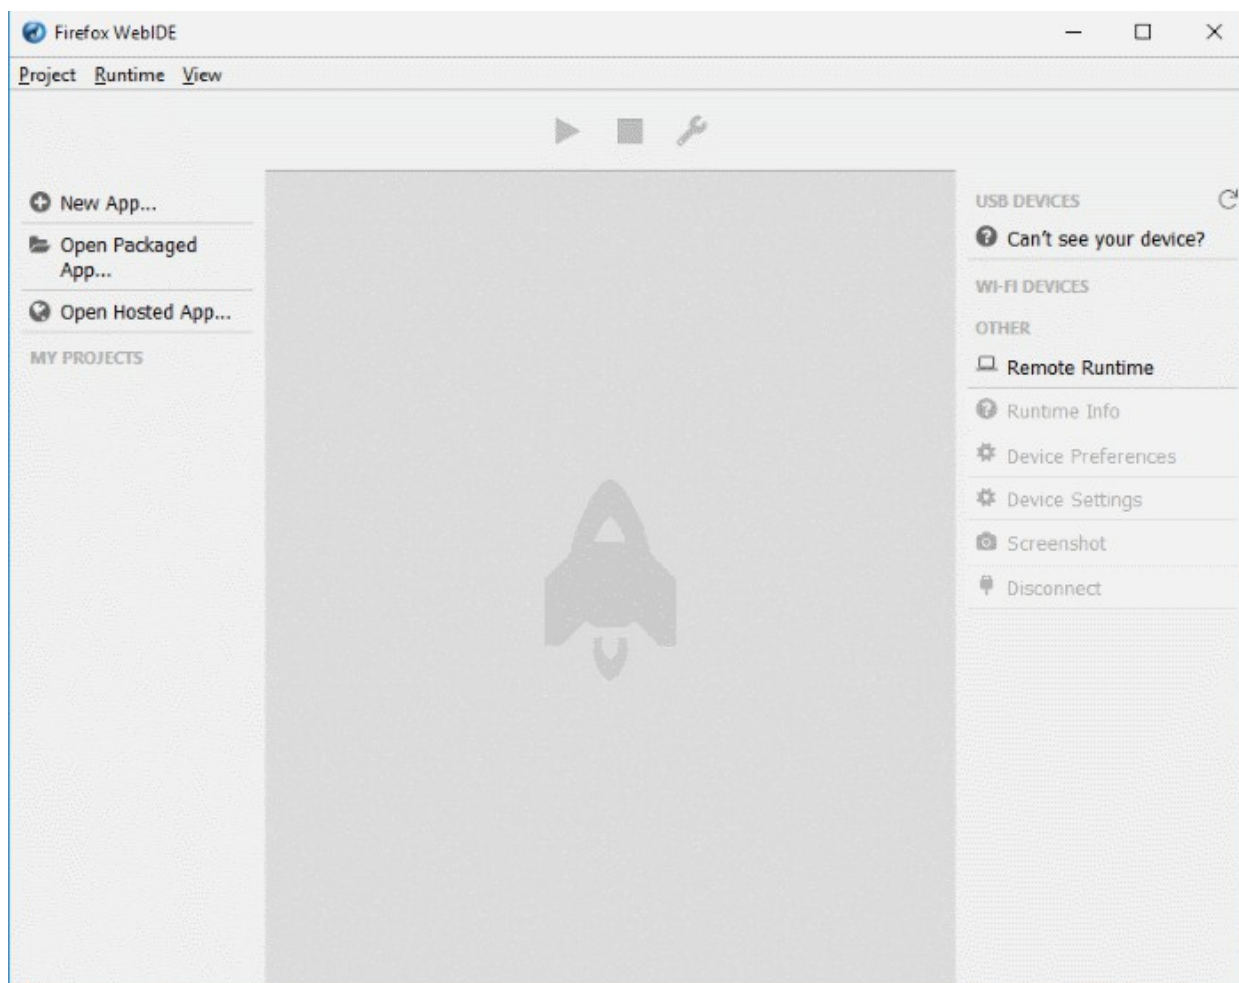 Firefox WebIDE
Project Runtime View
New App...
Open Packaged
App...
Open Hosted App...
MY PROJECTS
USB DEVICES
Can't see your device?
WI-FI DEVICES
OTHER
Remote Runtime
Runtime Info
Device Preferences
Device Settings
Screenshot
Disconnect